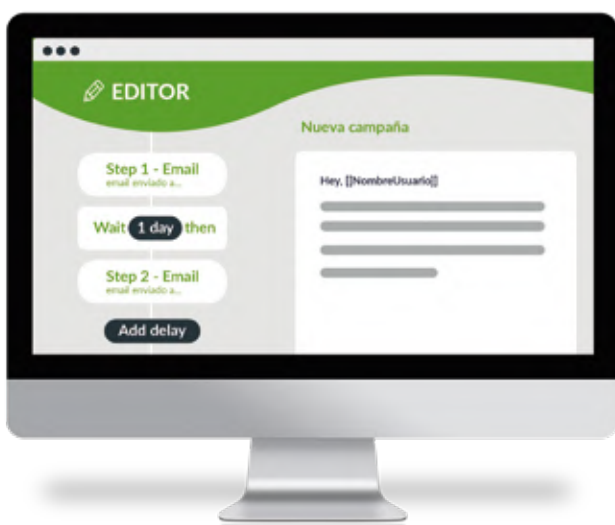 EDITOR
Step 1 - Email
email enviado a...
Wait 1 day then
Step 2 - Email
email enviado a...
Add delay
Nueva campaña
Hey, [[NombreUsuario]]